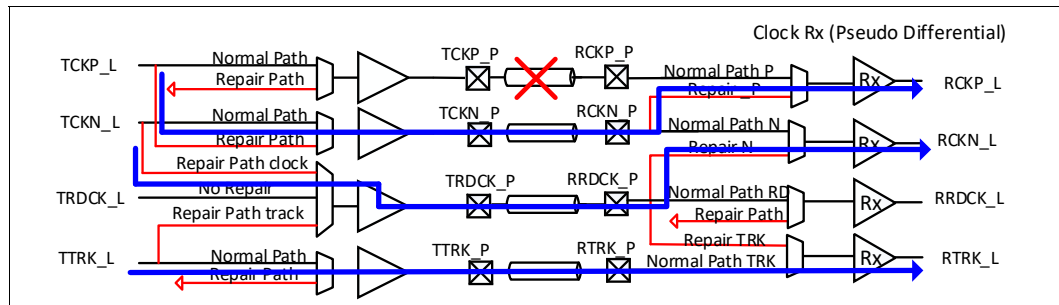 Clock Rx (Pseudo Differential)
TCKP_L
Normal Path
Repair Path
TCKP_P
RCKP_P
Normal Path P
Repair _P
Rx
RCKP_L
TCKN_L
Normal Path
Repair Path
TCKN_P
RCKN_P
Normal Path N
Repair N
Rx
RCKN_L
Repair Path clock
TRDCK_L
No Repair
Repair Path track
TRDCK_P
RRDCK_P
Normal Path RD
Repair Path
Rx
RRDCK_L
TTRK_L
Normal Path
Repair Path
TTRK_P
RTRK_P
Repair TRK
Normal Path TRK
Rx
RTRK_L